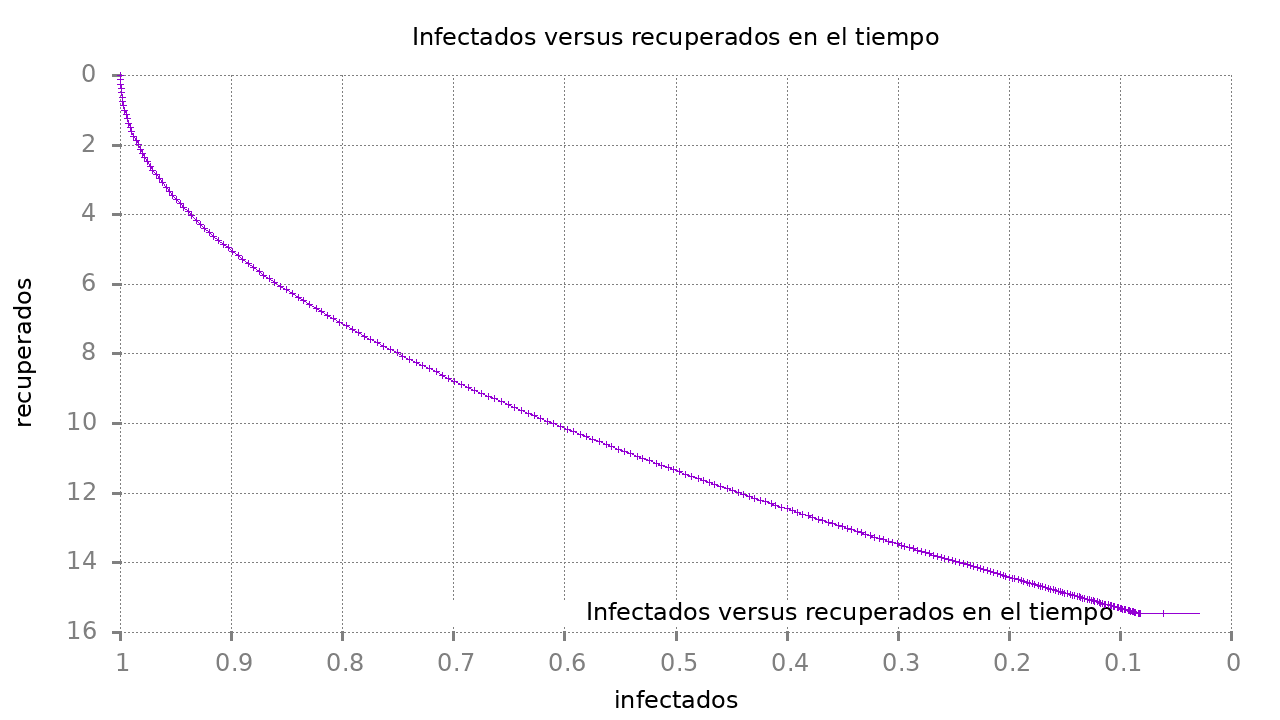 Infectados versus recuperados en el tiempo
0
2
4
6
8
10
12
14
16
recuperados
Infectados versus recuperados en el tiempo
1 0.9 0.8 0.7 0.6 0.5 0.4 0.3 0.2 0.1 0
infectados